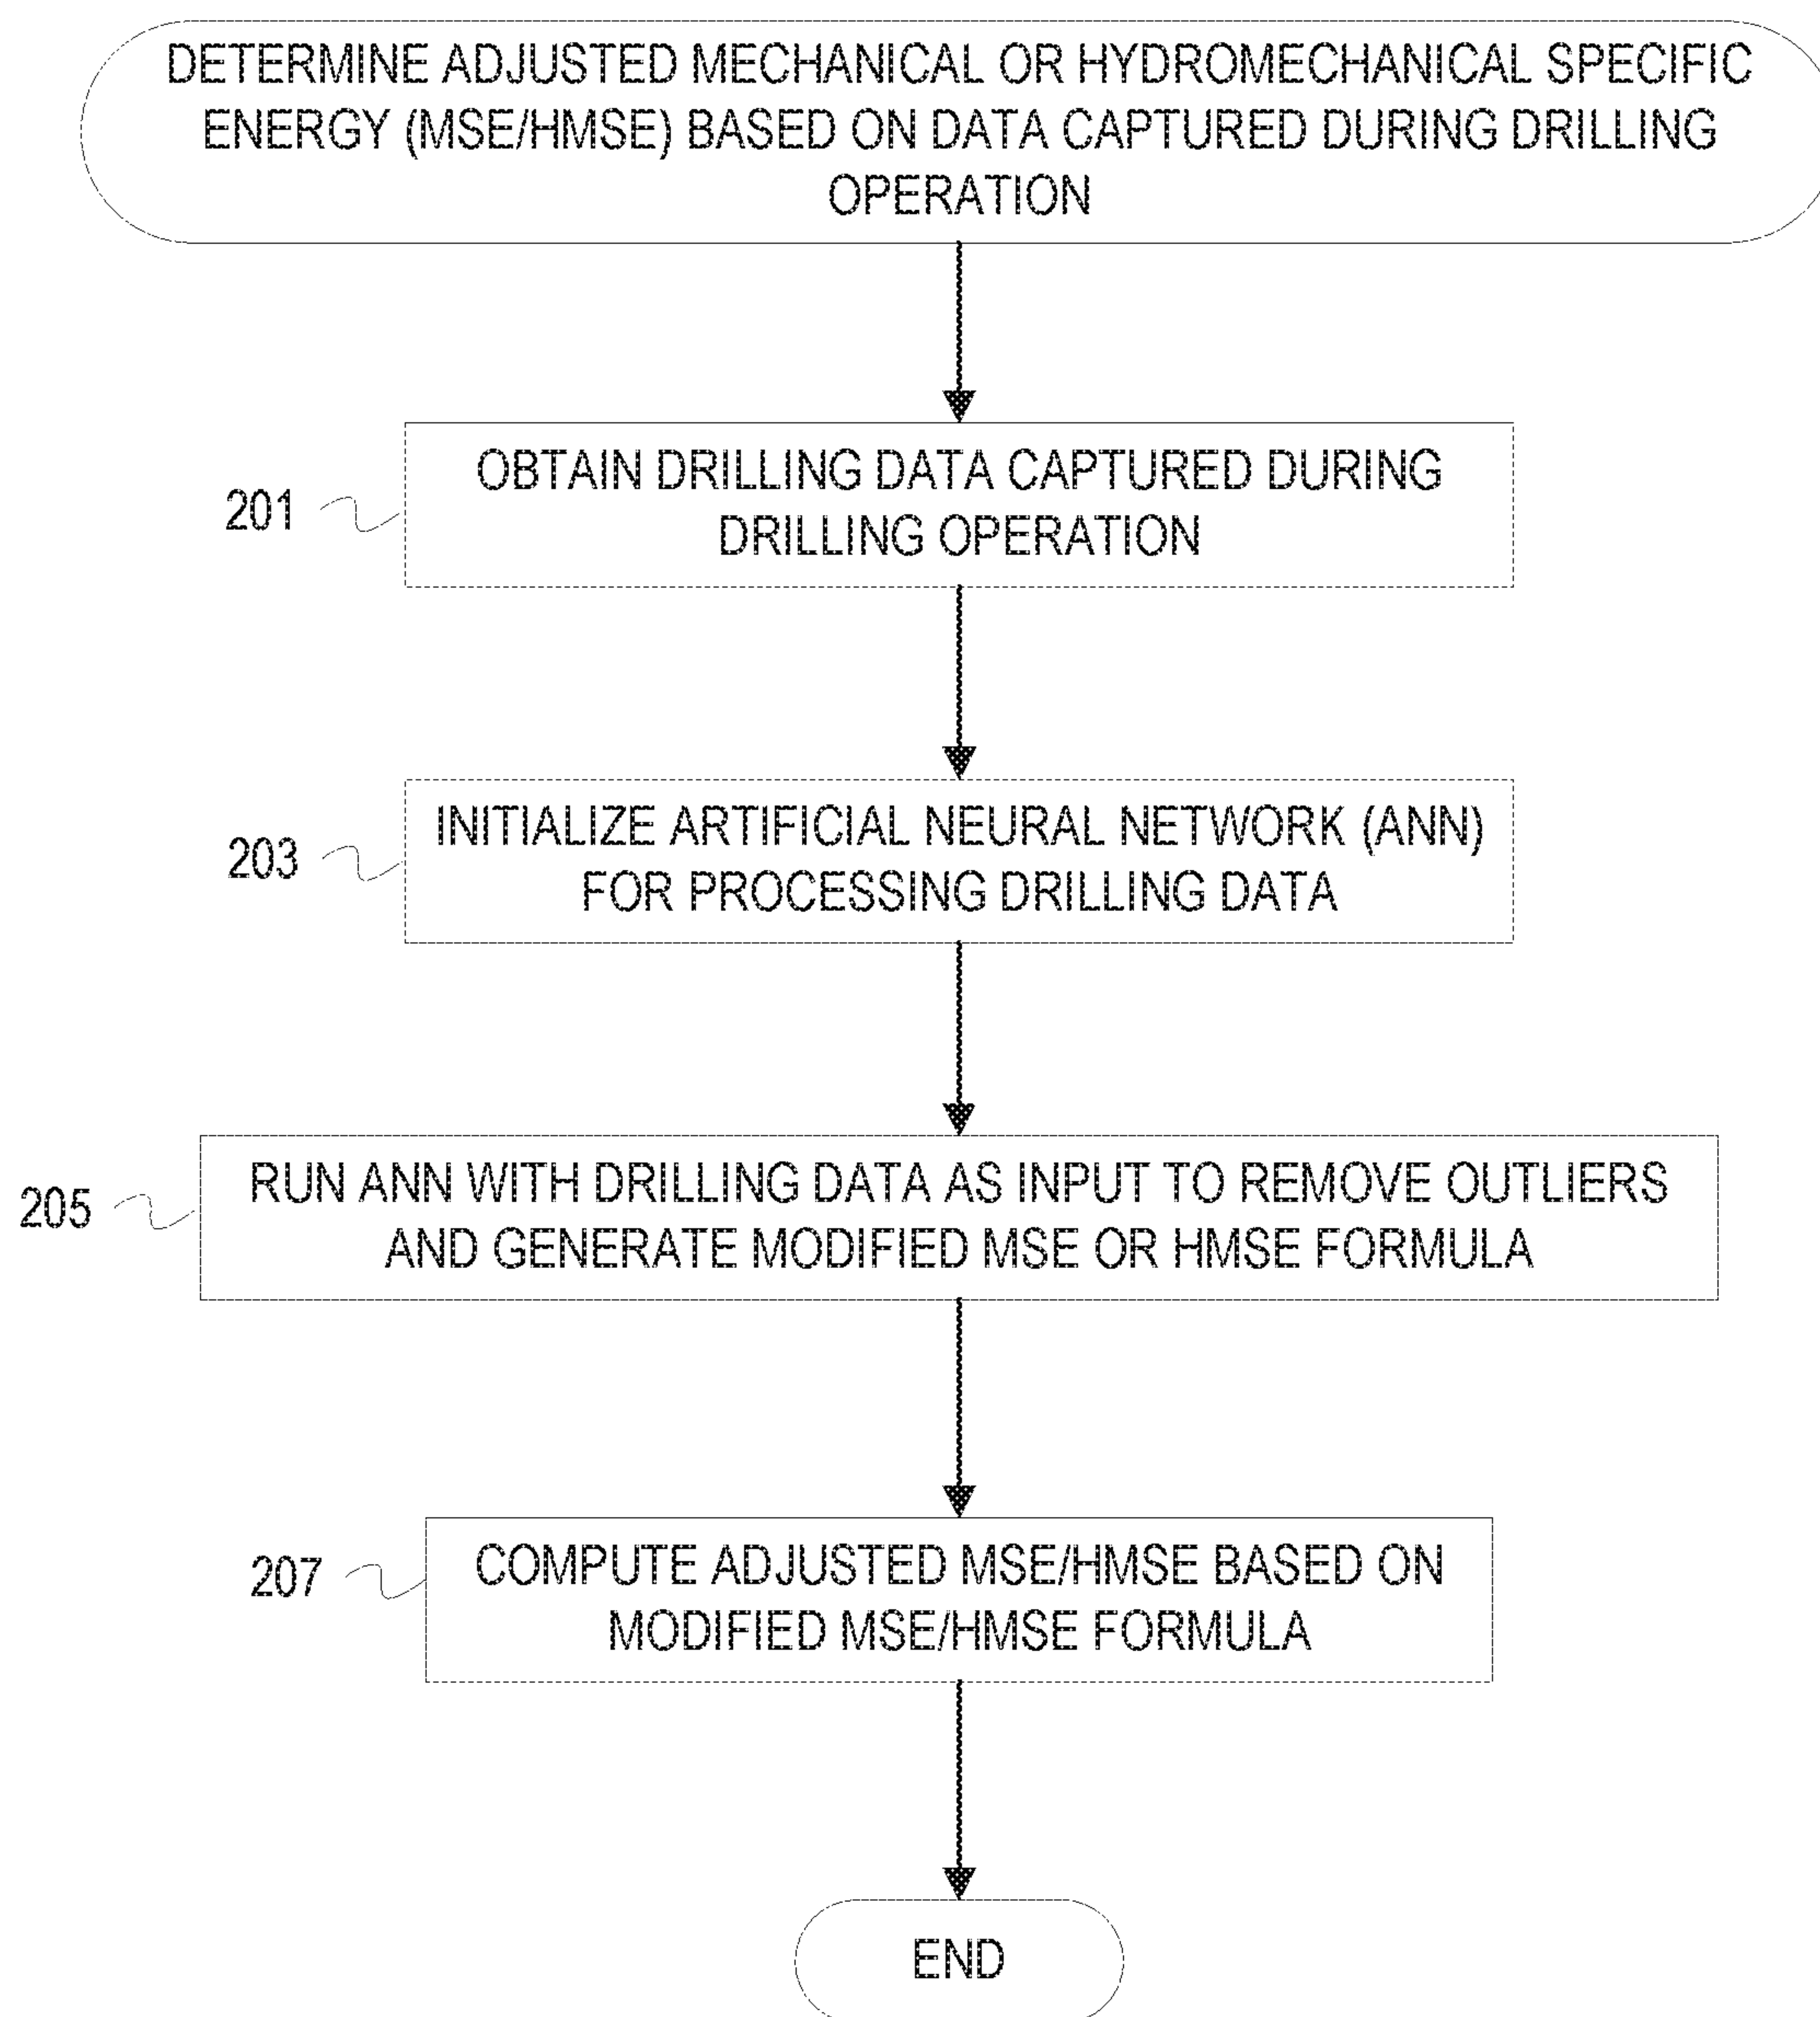 DETERMINE ADJUSTED MECHANICAL OR HYDROMECHANICAL SPECIFIC
ENERGY (MSE/HMSE) BASED ON DATA CAPTURED DURING DRILLING
OPERATION
OBTAIN DRILLING DATA CAPTURED DURING
DRILLING OPERATION
201
INITIALIZE ARTIFICIAL NEURAL NETWORK (ANN)
FOR PROCESSING DRILLING DATA
203
RUN ANN WITH DRILLING DATA AS INPUT TO REMOVE OUTLIERS
AND GENERATE MODIFIED MSE OR HMSE FORMULA
205
COMPUTE ADJUSTED MSE/HMSE BASED ON
MODIFIED MSE/HMSE FORMULA
207
END